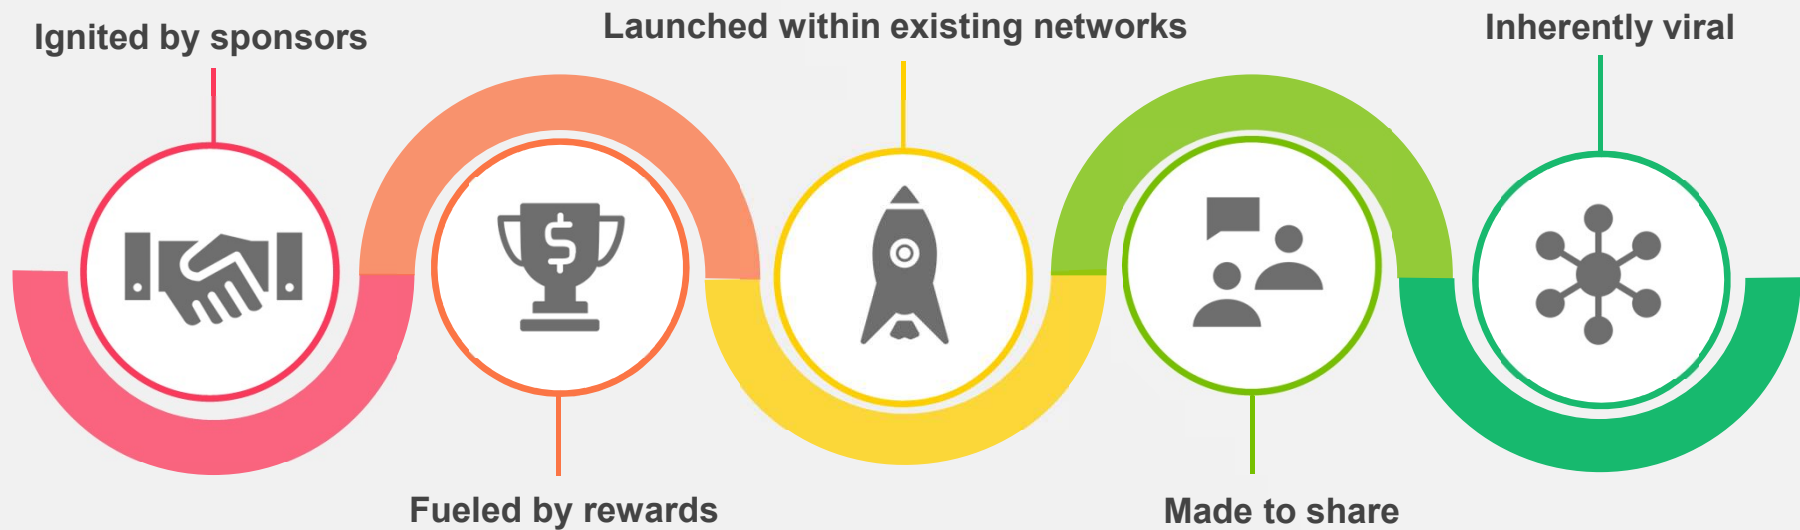 Ignited by sponsors
Fueled by rewards
Launched within existing networks
Made to share
Inherently viral
$